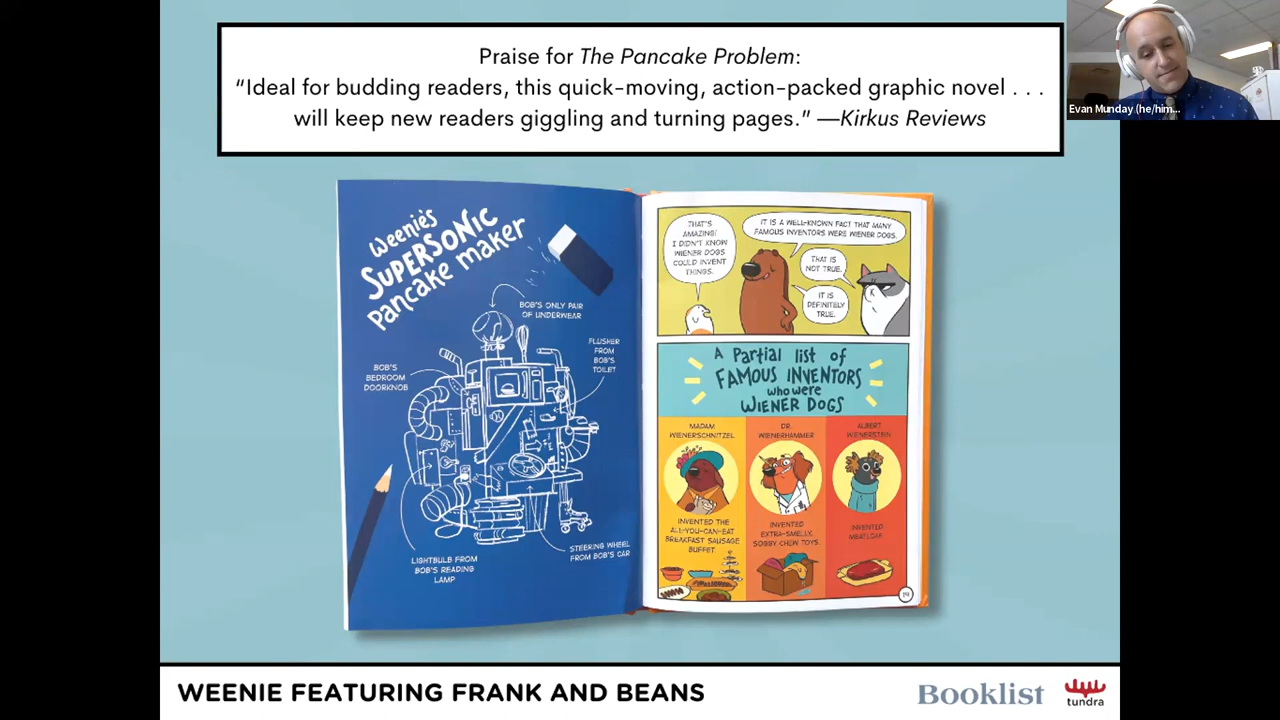 Praise for The Pancake Problem:
“Ideal for budding readers, this quick-moving, action-packed graphic novel . . .
will keep new readers giggling and turning pages.” —Kirkus Reviews
Evan Munday (he/him...
Weenie's
SUPERSONIC
Pancake maker
BOB'S ONLY PAIR
OF UNDERWEAR
FLUSHER
FROM
BOB'S
TOILET
BOB'S
BEDROOM
DOORKNOB
STEERING WHEEL
FROM BOB'S CAR
LIGHTBULB FROM
BOB'S READING
LAMP
THAT'S
AMAZING!
I DIDN'T KNOW
WIENER DOGS
COULD INVENT
THINGS.
IT IS A WELL-KNOWN FACT THAT MANY
FAMOUS INVENTORS WERE WIENER DOGS.
THAT IS
NOT TRUE.
IT IS
DEFINITELY
TRUE.
A Partial list of
FAMOUS INVENTORS
who were
WIENER DOGS
MADAM
WIENERSCHNITZEL
INVENTED THE
ALL-YOU-CAN-EAT
BREAKFAST SAUSAGE
BUFFET.
DR.
WIENERHAMMER
INVENTED
EXTRA-SMELLY,
SOGGY CHEW TOYS.
ALBERT
WIENERSTEIN
INVENTED
MEATLOAF.
19
WEENIE FEATURING FRANK AND BEANS
Booklist
tundra